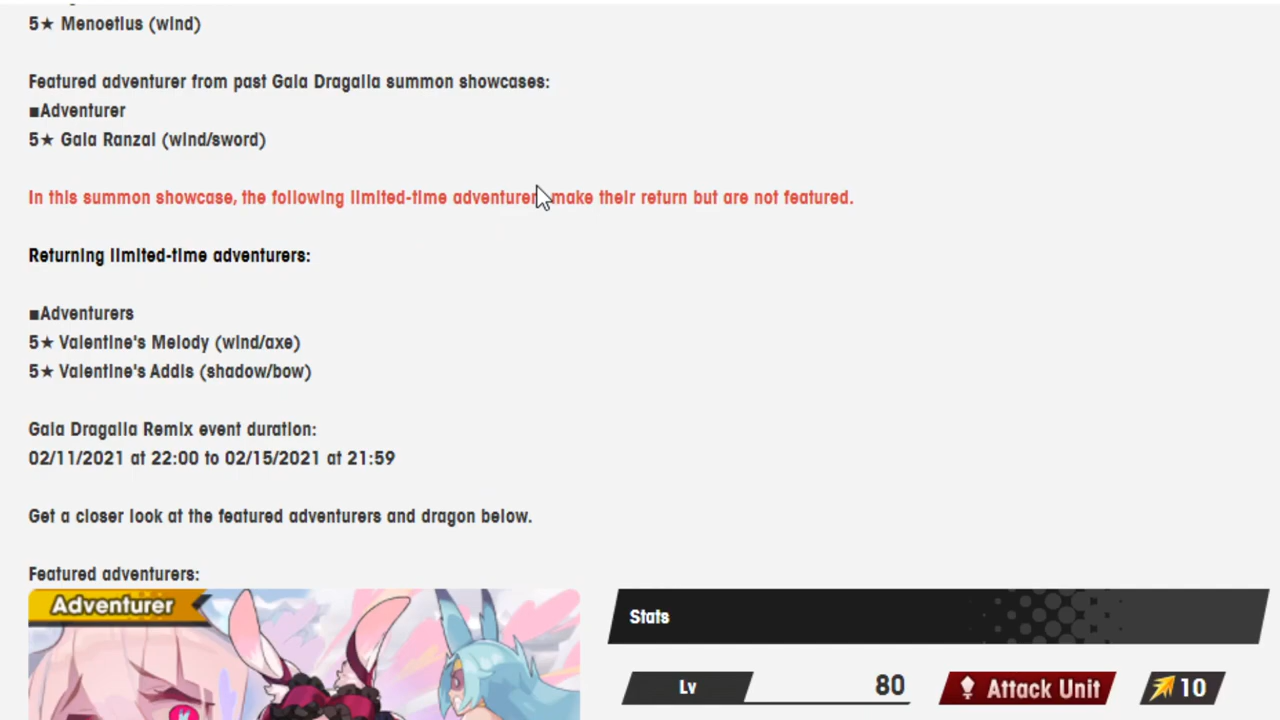 5★ Menoetius (wind)
Featured adventurer from past Gala Dragalia summon showcases:
■Adventurer
5★ Gala Ranzal (wind/sword)
In this summon showcase, the following limited-time adventurers make their return but are not featured.
Returning limited-time adventurers:
■Adventurers
5★ Valentine's Melody (wind/axe)
5★ Valentine's Addis (shadow/bow)
Gala Dragalia Remix event duration:
02/11/2021 at 22:00 to 02/15/2021 at 21:59
Get a closer look at the featured adventurers and dragon below.
Featured adventurers:
Adventurer
Stats
Lv 80 Attack Unit 10